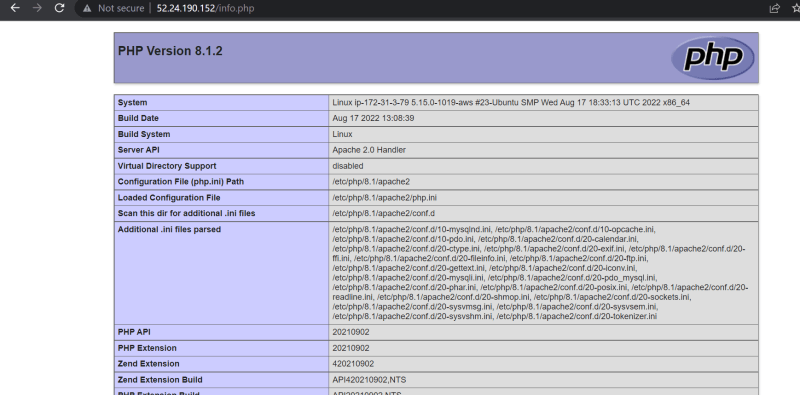 Not secure | 52.24.190.152/info.php
PHP Version 8.1.2
php
System Linux ip-172-31-3-79 5.15.0-1019-aws #23-Ubuntu SMP Wed Aug 17 18:33:13 UTC 2022 x86_64
Build Date Aug 17 2022 13:08:39
Build System Linux
Server API Apache 2.0 Handler
Virtual Directory Support disabled
Configuration File (php.ini) Path /etc/php/8.1/apache2
Loaded Configuration File /etc/php/8.1/apache2/php.ini
Scan this dir for additional .ini files /etc/php/8.1/apache2/conf.d
Additional .ini files parsed /etc/php/8.1/apache2/conf.d/10-mysqlnd.ini, /etc/php/8.1/apache2/conf.d/10-opcache.ini,
/etc/php/8.1/apache2/conf.d/10-pdo.ini, /etc/php/8.1/apache2/conf.d/20-calendar.ini,
/etc/php/8.1/apache2/conf.d/20-ctype.ini, /etc/php/8.1/apache2/conf.d/20-exif.ini, /etc/php/8.1/apache2/conf.d/20-
ffi.ini, /etc/php/8.1/apache2/conf.d/20-fileinfo.ini, /etc/php/8.1/apache2/conf.d/20-ftp.ini,
/etc/php/8.1/apache2/conf.d/20-gettext.ini, /etc/php/8.1/apache2/conf.d/20-iconv.ini,
/etc/php/8.1/apache2/conf.d/20-mysqli.ini, /etc/php/8.1/apache2/conf.d/20-pdo_mysql.ini,
/etc/php/8.1/apache2/conf.d/20-phar.ini, /etc/php/8.1/apache2/conf.d/20-posix.ini, /etc/php/8.1/apache2/conf.d/20-
readline.ini, /etc/php/8.1/apache2/conf.d/20-shmop.ini, /etc/php/8.1/apache2/conf.d/20-sockets.ini,
/etc/php/8.1/apache2/conf.d/20-sysvmsg.ini, /etc/php/8.1/apache2/conf.d/20-sysvsem.ini,
/etc/php/8.1/apache2/conf.d/20-sysvshm.ini, /etc/php/8.1/apache2/conf.d/20-tokenizer.ini
PHP API 20210902
PHP Extension 20210902
Zend Extension 420210902
Zend Extension Build API420210902,NTS
PHP Extension Build API20210902,NTS